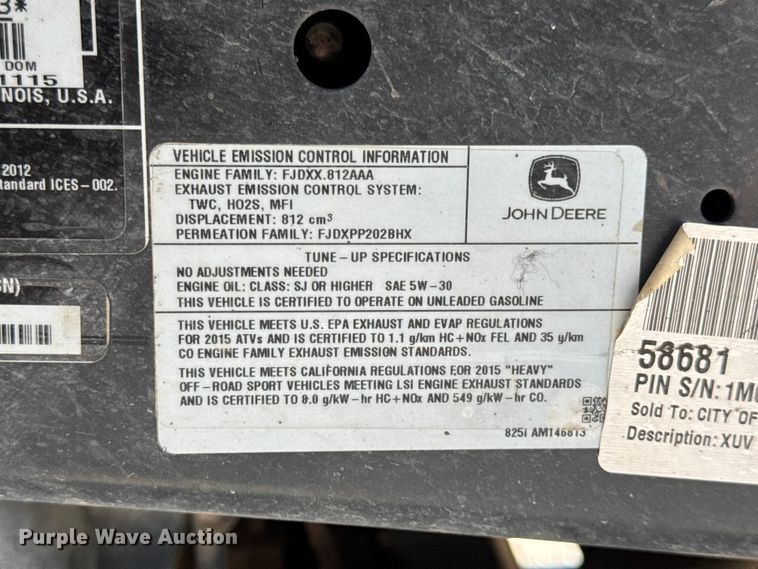 3*
DOM
1115
NOIS, U.S.A.
2012
Standard ICES-002.
SN)
VEHICLE EMISSION CONTROL INFORMATION
ENGINE FAMILY: FJDXX.812AAA
EXHAUST EMISSION CONTROL SYSTEM:
TWC, HO2S, MFI
DISPLACEMENT: 812 cm³
PERMEATION FAMILY: FJDXPP202BHX
JOHN DEERE
TUNE-UP SPECIFICATIONS
NO ADJUSTMENTS NEEDED
ENGINE OIL: CLASS: SJ OR HIGHER SAE 5W-30
THIS VEHICLE IS CERTIFIED TO OPERATE ON UNLEADED GASOLINE
THIS VEHICLE MEETS U.S. EPA EXHAUST AND EVAP REGULATIONS
FOR 2015 ATVs AND IS CERTIFIED TO 1.1 g/km HC+NOx FEL AND 35 g/km
CO ENGINE FAMILY EXHAUST EMISSION STANDARDS.
THIS VEHICLE MEETS CALIFORNIA REGULATIONS FOR 2015 "HEAVY"
OFF-ROAD SPORT VEHICLES MEETING LSI ENGINE EXHAUST STANDARDS
AND IS CERTIFIED TO 8.0 g/kW-hr HC+NOx AND 549 g/kW-hr CO.
825i AM146813
58681
PIN S/N: 1M0
Sold To: CITY OF
Description: XUV
Purple Wave Auction